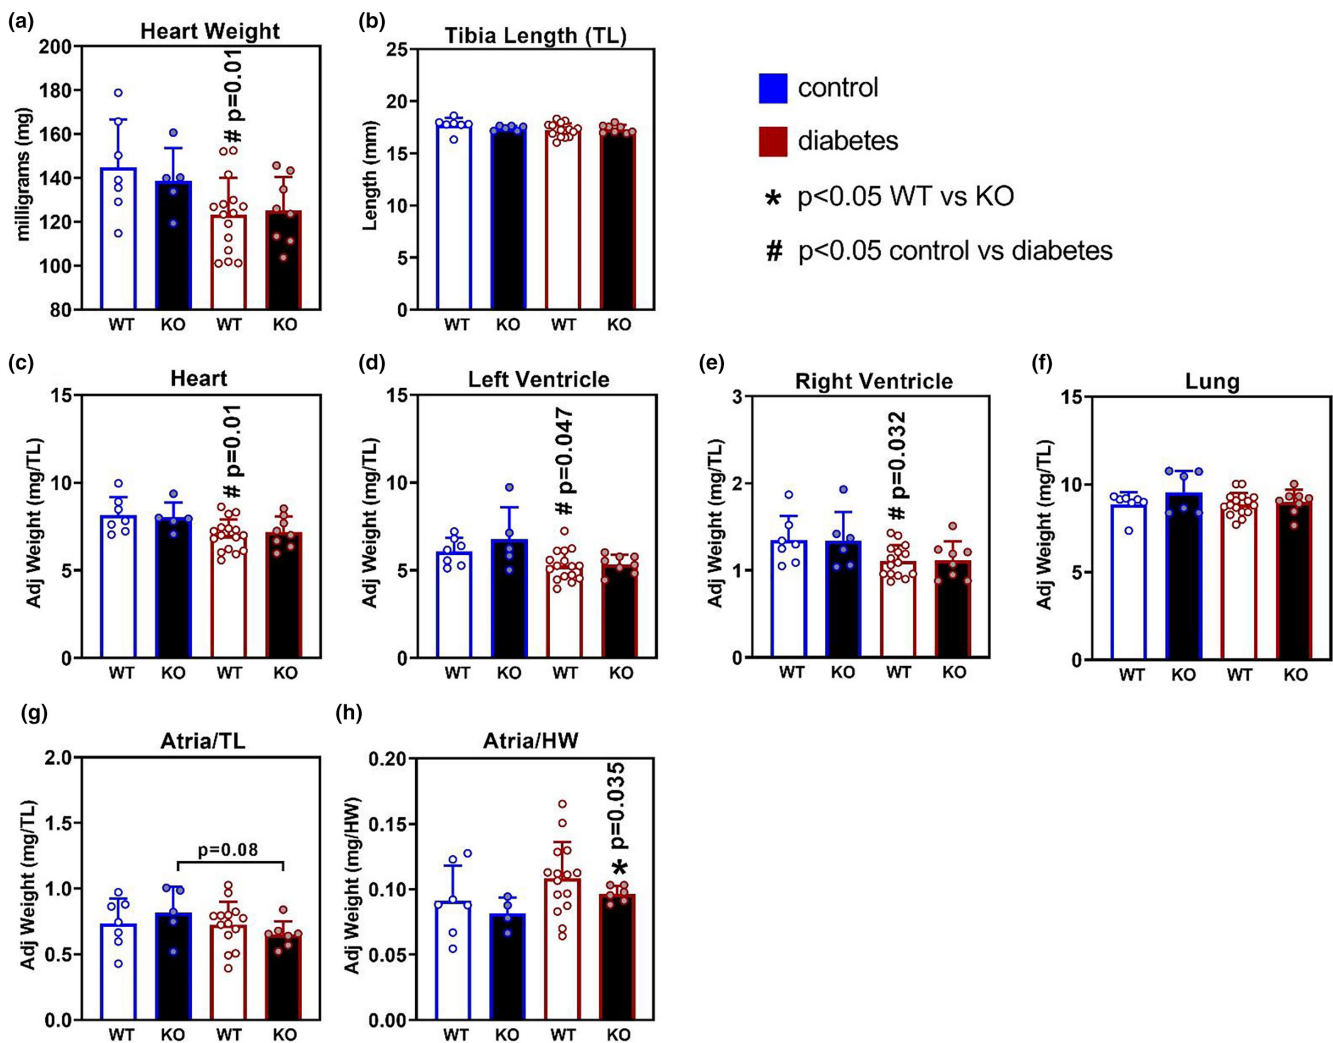 (a)
Heart Weight
milligrams (mg)
200
180
160
140
120
100
80
# p=0.01
WT KO WT KO
(b)
Tibia Length (TL)
Length (mm)
25
20
15
10
5
0
WT KO WT KO
control
diabetes
* p<0.05 WT vs KO
# p<0.05 control vs diabetes
(c)
Heart
Adj Weight (mg/TL)
15
10
5
0
# p=0.01
WT KO WT KO
(d)
Left Ventricle
Adj Weight (mg/TL)
15
10
5
0
# p=0.047
WT KO WT KO
(e)
Right Ventricle
Adj Weight (mg/TL)
3
2
1
0
# p=0.032
WT KO WT KO
(f)
Lung
Adj Weight (mg/TL)
15
10
5
0
WT KO WT KO
(g)
Atria/TL
Adj Weight (mg/TL)
2.0
1.5
1.0
0.5
0.0
p=0.08
WT KO WT KO
(h)
Atria/HW
Adj Weight (mg/HW)
0.20
0.15
0.10
0.05
0.00
* p=0.035
WT KO WT KO